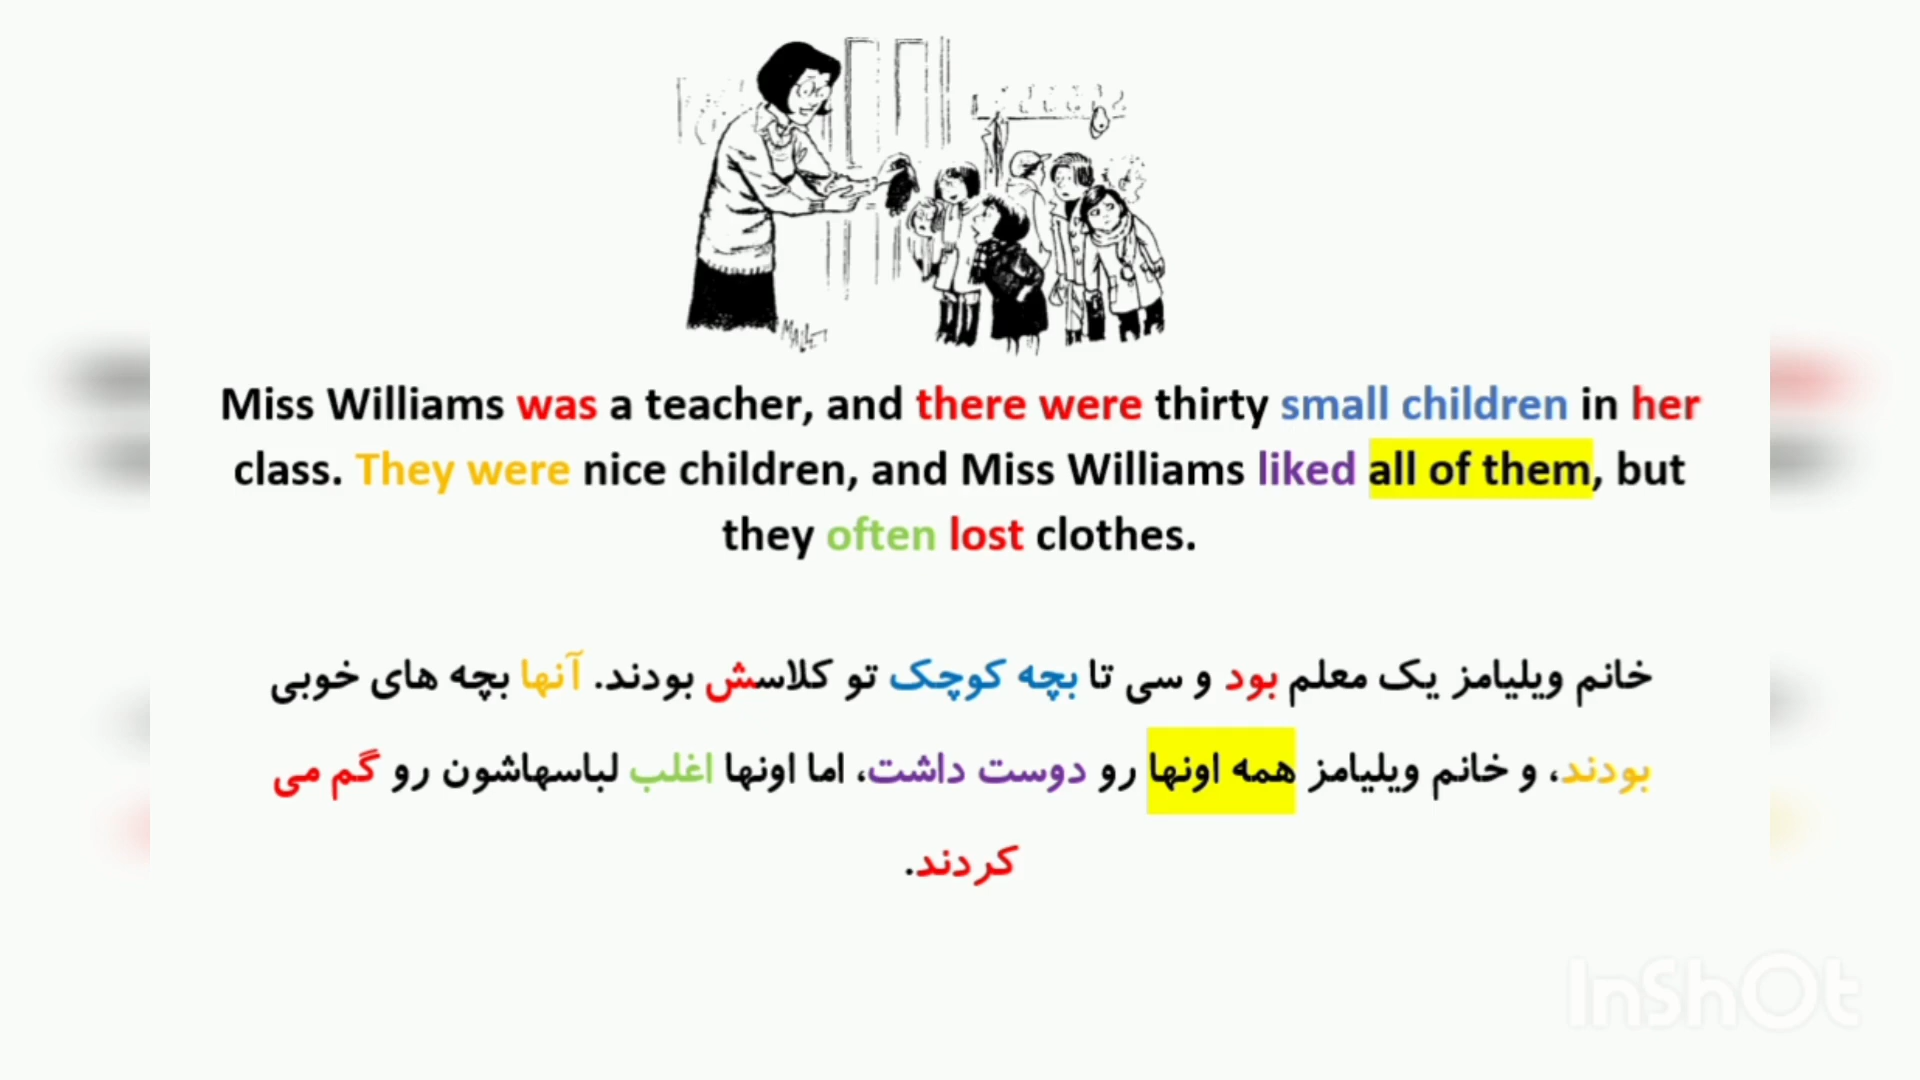 MALLET
Miss Williams was a teacher, and there were thirty small children in her
class. They were nice children, and Miss Williams liked all of them, but
they often lost clothes.
خانم ویلیامز یک معلم بود و سی تا بچه کوچک تو کلاسش بودند. آنها بچه های خوبی
بودند، و خانم ویلیامز همه اونها رو دوست داشت، اما اونها اغلب لباسهاشون رو گم می
کردند.
InShOt